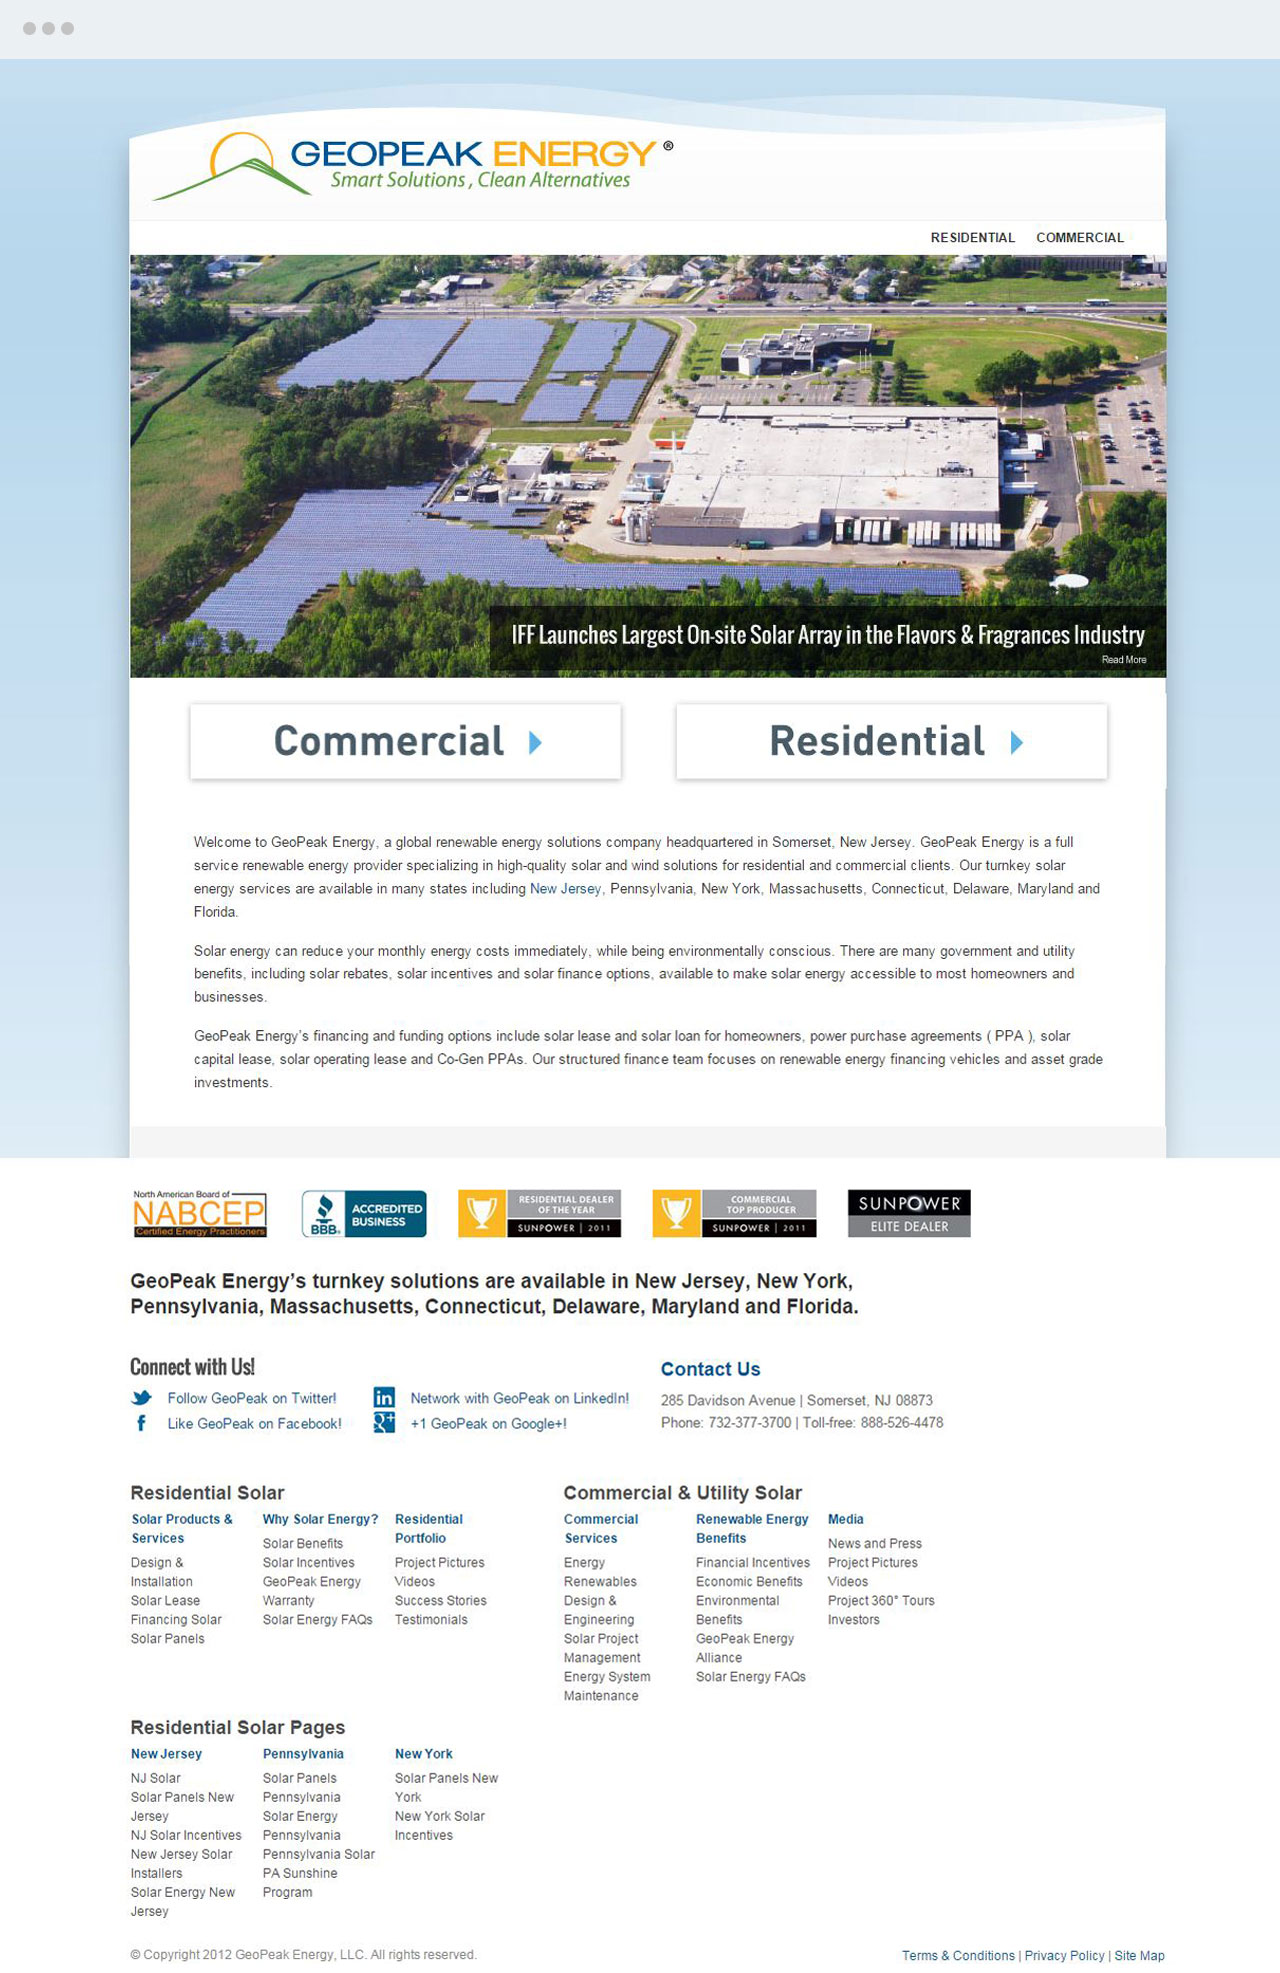 GEOPEAK ENERGY ®
Smart Solutions, Clean Alternatives
RESIDENTIAL COMMERCIAL
IFF Launches Largest On-site Solar Array in the Flavors & Fragrances Industry
Read More
Commercial
Residential
Welcome to GeoPeak Energy, a global renewable energy solutions company headquartered in Somerset, New Jersey. GeoPeak Energy is a full
service renewable energy provider specializing in high-quality solar and wind solutions for residential and commercial clients. Our turnkey solar
energy services are available in many states including New Jersey, Pennsylvania, New York, Massachusetts, Connecticut, Delaware, Maryland and
Florida.
Solar energy can reduce your monthly energy costs immediately, while being environmentally conscious. There are many government and utility
benefits, including solar rebates, solar incentives and solar finance options, available to make solar energy accessible to most homeowners and
businesses.
GeoPeak Energy's financing and funding options include solar lease and solar loan for homeowners, power purchase agreements ( PPA ), solar
capital lease, solar operating lease and Co-Gen PPAs. Our structured finance team focuses on renewable energy financing vehicles and asset grade
investments.
North American Board of
NABCEP
Certified Energy Practitioners
BBB.
ACCREDITED
BUSINESS
RESIDENTIAL DEALER
OF THE YEAR
SUNPOWER | 2011
COMMERCIAL
TOP PRODUCER
SUNPOWER | 2011
SUNPOWER
ELITE DEALER
GeoPeak Energy's turnkey solutions are available in New Jersey, New York,
Pennsylvania, Massachusetts, Connecticut, Delaware, Maryland and Florida.
Connect with Us!
Follow GeoPeak on Twitter!
Like GeoPeak on Facebook!
Network with GeoPeak on LinkedIn!
+1 GeoPeak on Google+!
Contact Us
285 Davidson Avenue | Somerset, NJ 08873
Phone: 732-377-3700 | Toll-free: 888-526-4478
Residential Solar
Solar Products &
Services
Design &
Installation
Solar Lease
Financing Solar
Solar Panels
Why Solar Energy?
Solar Benefits
Solar Incentives
GeoPeak Energy
Warranty
Solar Energy FAQs
Residential
Portfolio
Project Pictures
Videos
Success Stories
Testimonials
Commercial & Utility Solar
Commercial
Services
Energy
Renewables
Design &
Engineering
Solar Project
Management
Energy System
Maintenance
Renewable Energy
Benefits
Financial Incentives
Economic Benefits
Environmental
Benefits
GeoPeak Energy
Alliance
Solar Energy FAQs
Media
News and Press
Project Pictures
Videos
Project 360° Tours
Investors
Residential Solar Pages
New Jersey
NJ Solar
Solar Panels New
Jersey
NJ Solar Incentives
New Jersey Solar
Installers
Solar Energy New
Jersey
Pennsylvania
Solar Panels
Pennsylvania
Solar Energy
Pennsylvania
Pennsylvania Solar
PA Sunshine
Program
New York
Solar Panels New
York
New York Solar
Incentives
© Copyright 2012 GeoPeak Energy, LLC. All rights reserved.
Terms & Conditions | Privacy Policy | Site Map